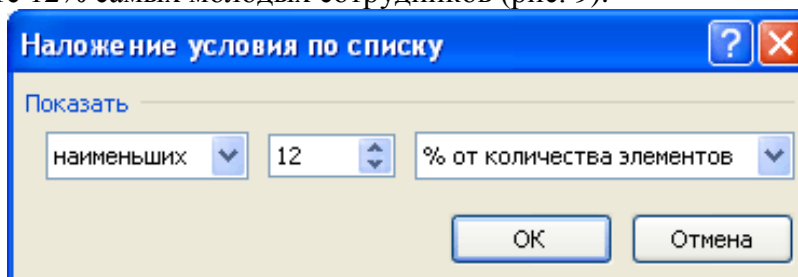 12% самых молодых сотрудников (рис. 9).
Наложение условия по списку
Показать
наименьших 12 % от количества элементов
ОК Отмена